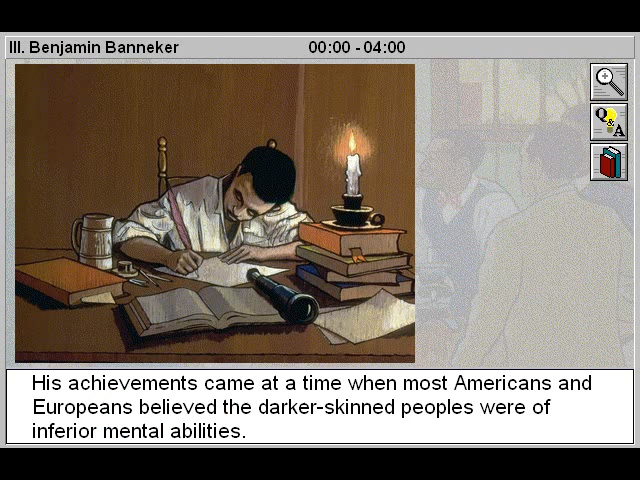 III. Benjamin Banneker 00:00 - 04:00
Q&A
His achievements came at a time when most Americans and
Europeans believed the darker-skinned peoples were of
inferior mental abilities.